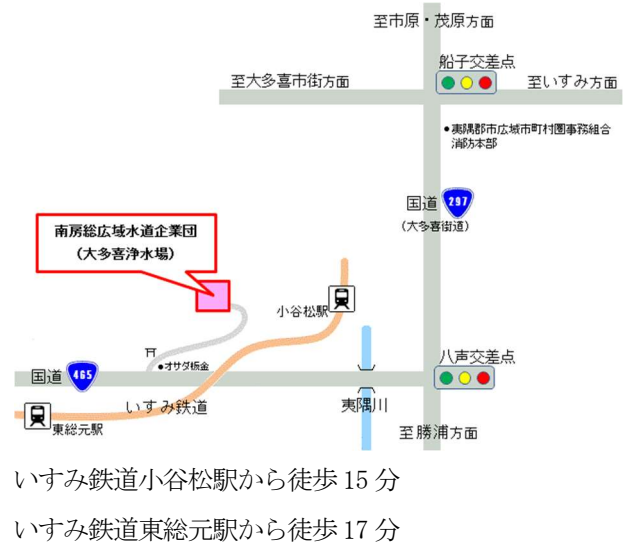 至市原・茂原方面
船子交差点
至大多喜市街方面
至いすみ方面
●夷隅郡市広域市町村圏事務組合
消防本部
国道 297
(大多喜街道)
南房総広域水道企業団
(大多喜浄水場)
小谷松駅
オサダ板金
八声交差点
国道 465
いすみ鉄道
夷隅川
東総元駅
至勝浦方面
いすみ鉄道小谷松駅から徒歩 15 分
いすみ鉄道東総元駅から徒歩 17 分